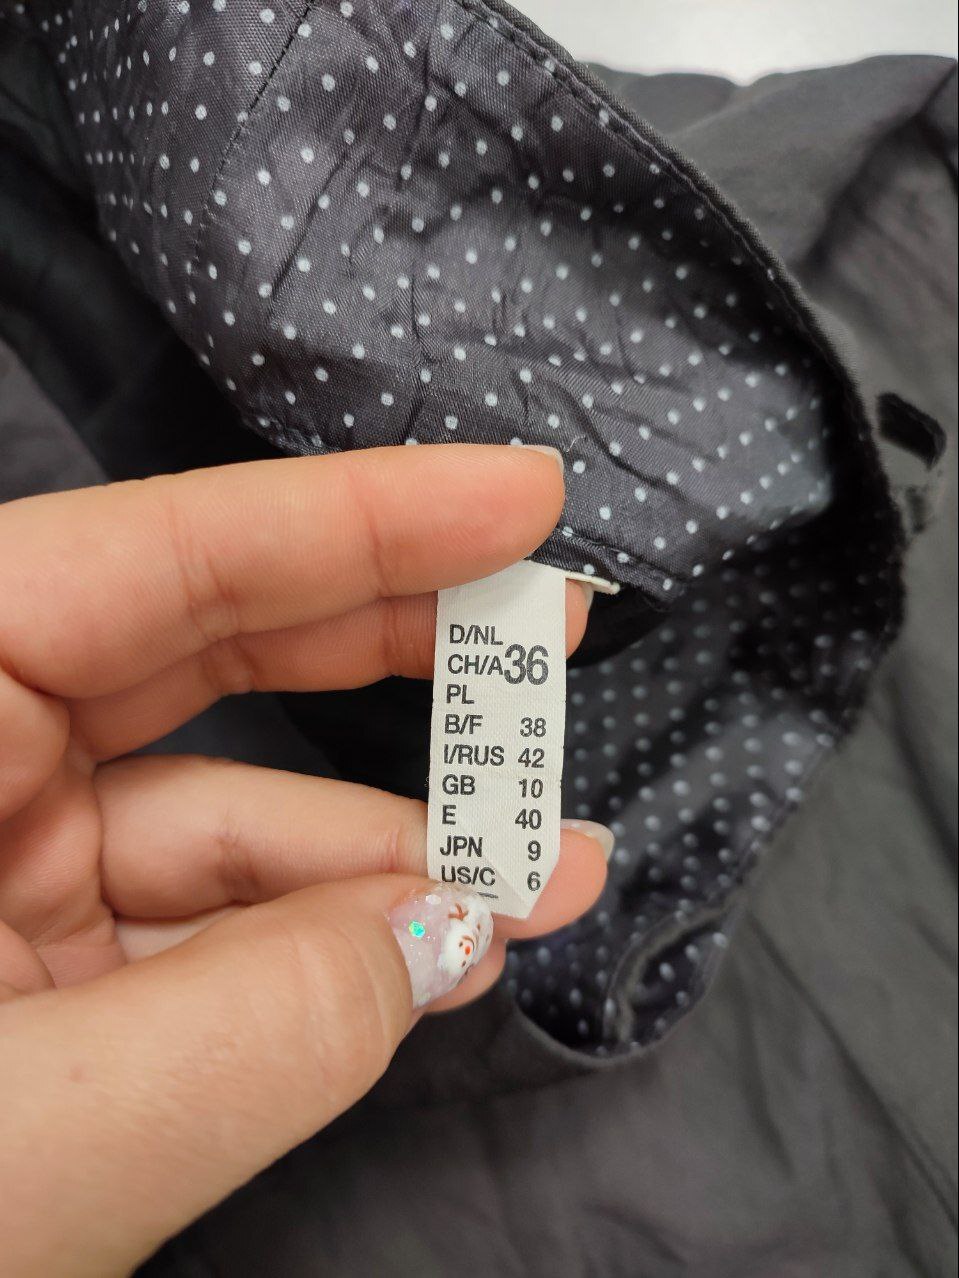 D/NL
CH/A 36
PL
B/F 38
I/RUS 42
GB 10
E 40
JPN 9
US/C 6